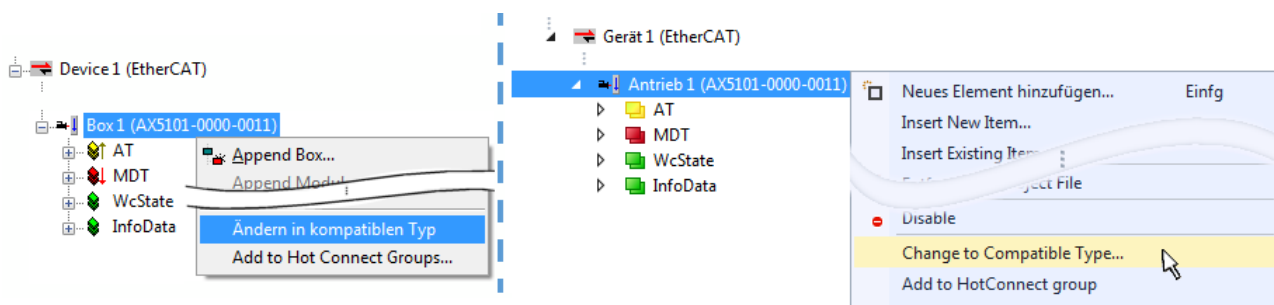 Device 1 (EtherCAT)
Box 1 (AX5101-0000-0011)
AT
MDT
WcState
InfoData
Append Box...
Append Modul
Ändern in kompatiblen Typ
Add to Hot Connect Groups...
Gerät 1 (EtherCAT)
Antrieb 1 (AX5101-0000-0011)
AT
MDT
WcState
InfoData
Neues Element hinzufügen... Einfg
Insert New Item...
Insert Existing Item
File
Disable
Change to Compatible Type...
Add to HotConnect group